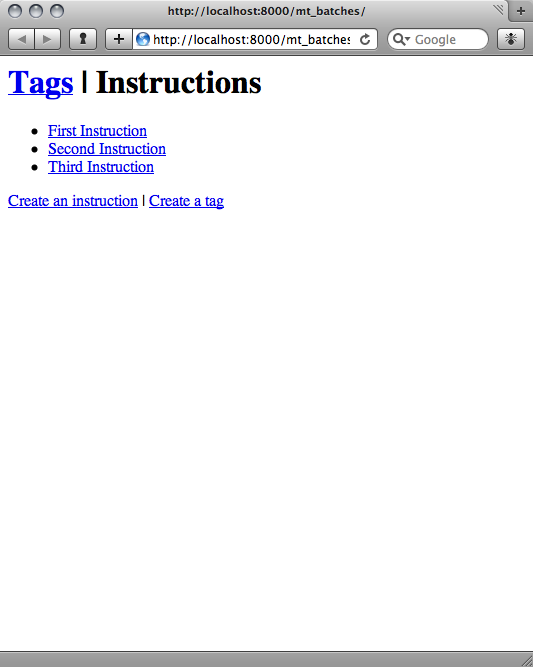 http://localhost:8000/mt_batches/
http://localhost:8000/mt_batches
Google
Tags | Instructions
First Instruction
Second Instruction
Third Instruction
Create an instruction | Create a tag